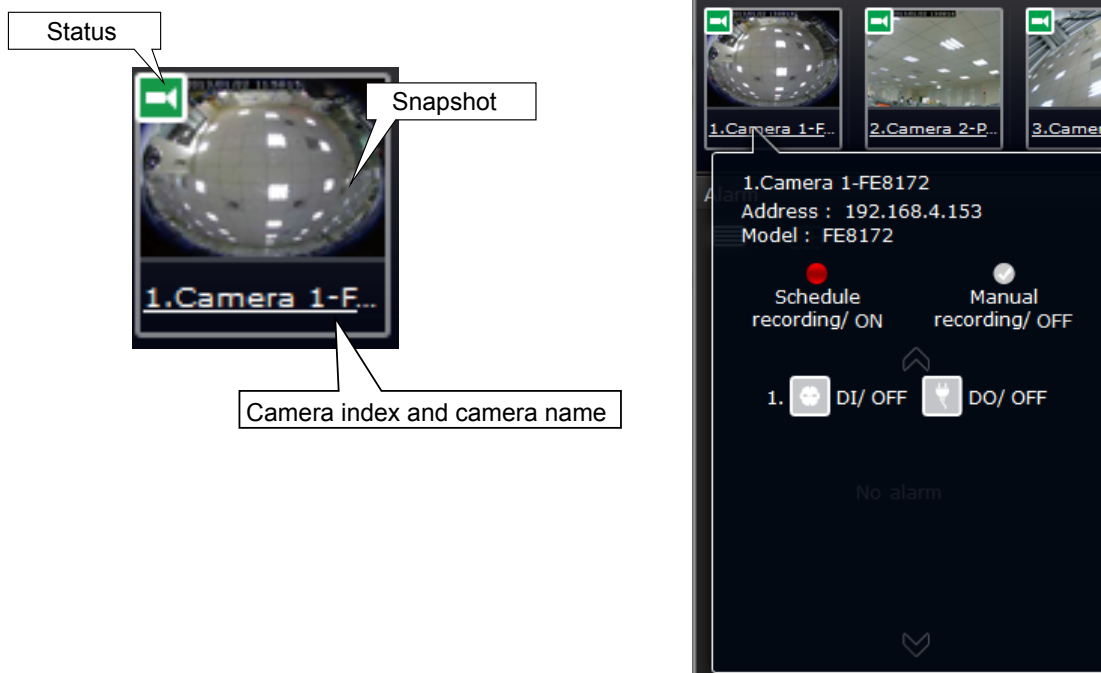 Status
Snapshot
1.Camera 1-F...
Camera index and camera name
1.Camera 1-F...
2.Camera 2-P...
3.Camer
Alarm
1.Camera 1-FE8172
Address : 192.168.4.153
Model : FE8172
Schedule
recording/ ON
Manual
recording/ OFF
1. DI/ OFF DO/ OFF
No alarm